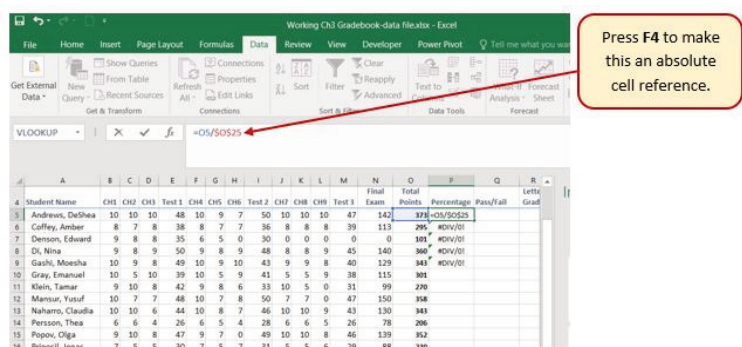 Working Ch3 Gradebook-data file.xlsx - Excel
File Home Insert Page Layout Formulas Data Review View Developer Power Pivot Tell me what you wan
Get External Data
New Query
Show Queries
From Table
Recent Sources
Get & Transform
Refresh All
Connections
Properties
Edit Links
Connections
Sort
Filter
Clear
Reapply
Advanced
Sort & Filter
Text to
Data Tools
What-If Analysis
Forecast Sheet
Forecast
Press F4 to make
this an absolute
cell reference.
VLOOKUP fx =O5/$O$25
A B C D E F G H I J K L M N O P Q R
4 Student Name CH1 CH2 CH3 Test 1 CH4 CH5 CH6 Test 2 CH7 CH8 CH9 Test 3 Final Exam Total Points Percentage Pass/Fail Lette Grad
5 Andrews, DeShea 10 10 10 48 10 9 7 50 10 10 10 47 142 373 =O5/$O$25
6 Coffey, Amber 8 7 8 38 8 7 7 36 8 8 8 39 113 295 #DIV/0!
7 Denson, Edward 9 8 8 35 6 5 0 30 0 0 0 0 0 101 #DIV/0!
8 Di, Nina 9 8 9 50 9 8 9 48 8 8 9 45 140 360 #DIV/0!
9 Gashi, Moesha 10 9 8 49 10 9 10 43 9 9 8 40 129 343 #DIV/0!
10 Gray, Emanuel 10 5 10 39 10 5 9 41 5 5 9 38 115 301
11 Klein, Tamar 9 10 8 42 9 8 6 33 10 5 0 31 99 270
12 Mansur, Yusuf 10 7 7 48 10 7 8 50 7 7 0 47 150 358
13 Naharro, Claudia 10 10 6 44 10 8 7 46 10 10 9 43 130 343
14 Persson, Thea 6 6 4 26 6 5 4 28 6 6 5 26 78 206
15 Popov, Olga 9 10 8 47 9 7 0 49 10 10 8 46 139 352